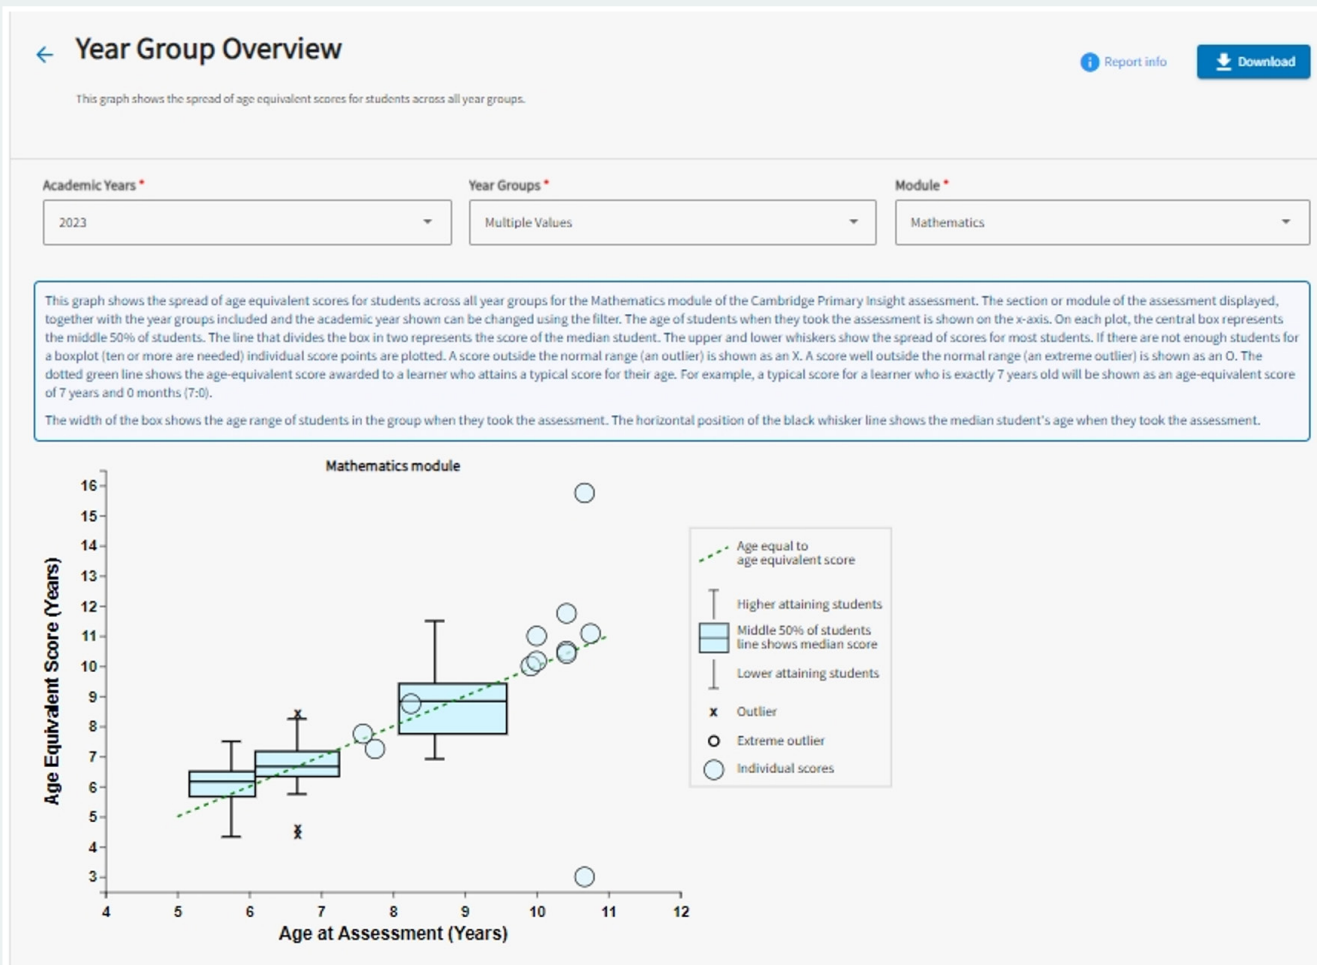 Year Group Overview
Report info
Download
This graph shows the spread of age equivalent scores for students across all year groups.
Academic Years *
Year Groups *
Module *
2023
Multiple Values
Mathematics
This graph shows the spread of age equivalent scores for students across all year groups for the Mathematics module of the Cambridge Primary Insight assessment. The section or module of the assessment displayed,
together with the year groups included and the academic year shown can be changed using the filter. The age of students when they took the assessment is shown on the x-axis. On each plot, the central box represents
the middle 50% of students. The line that divides the box in two represents the score of the median student. The upper and lower whiskers show the spread of scores for most students. If there are not enough students for
a boxplot (ten or more are needed) individual score points are plotted. A score outside the normal range (an outlier) is shown as an X. A score well outside the normal range (an extreme outlier) is shown as an O. The
dotted green line shows the age-equivalent score awarded to a learner who attains a typical score for their age. For example, a typical score for a learner who is exactly 7 years old will be shown as an age-equivalent score
of 7 years and 0 months (7:0).
The width of the box shows the age range of students in the group when they took the assessment. The horizontal position of the black whisker line shows the median student's age when they took the assessment.
Mathematics module
Age Equivalent Score (Years)
16
15
14
13
12
11
10
9
8
7
6
5
4
3
4 5 6 7 8 9 10 11 12
Age at Assessment (Years)
Age equal to
age equivalent score
Higher attaining students
Middle 50% of students
line shows median score
Lower attaining students
x Outlier
Extreme outlier
Individual scores